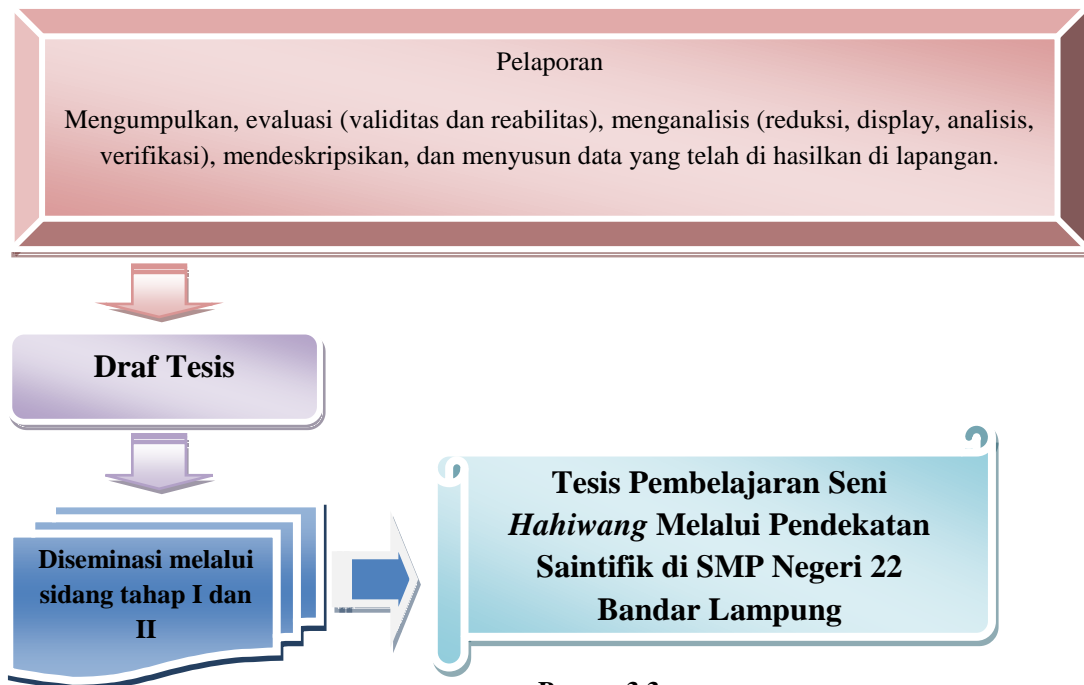 Pelaporan
Mengumpulkan, evaluasi (validitas dan reabilitas), menganalisis (reduksi, display, analisis,
verifikasi), mendeskripsikan, dan menyusun data yang telah di hasilkan di lapangan.
Draf Tesis
Diseminasi melalui
sidang tahap I dan
II
Tesis Pembelajaran Seni
Hahiwang Melalui Pendekatan
Saintifik di SMP Negeri 22
Bandar Lampung